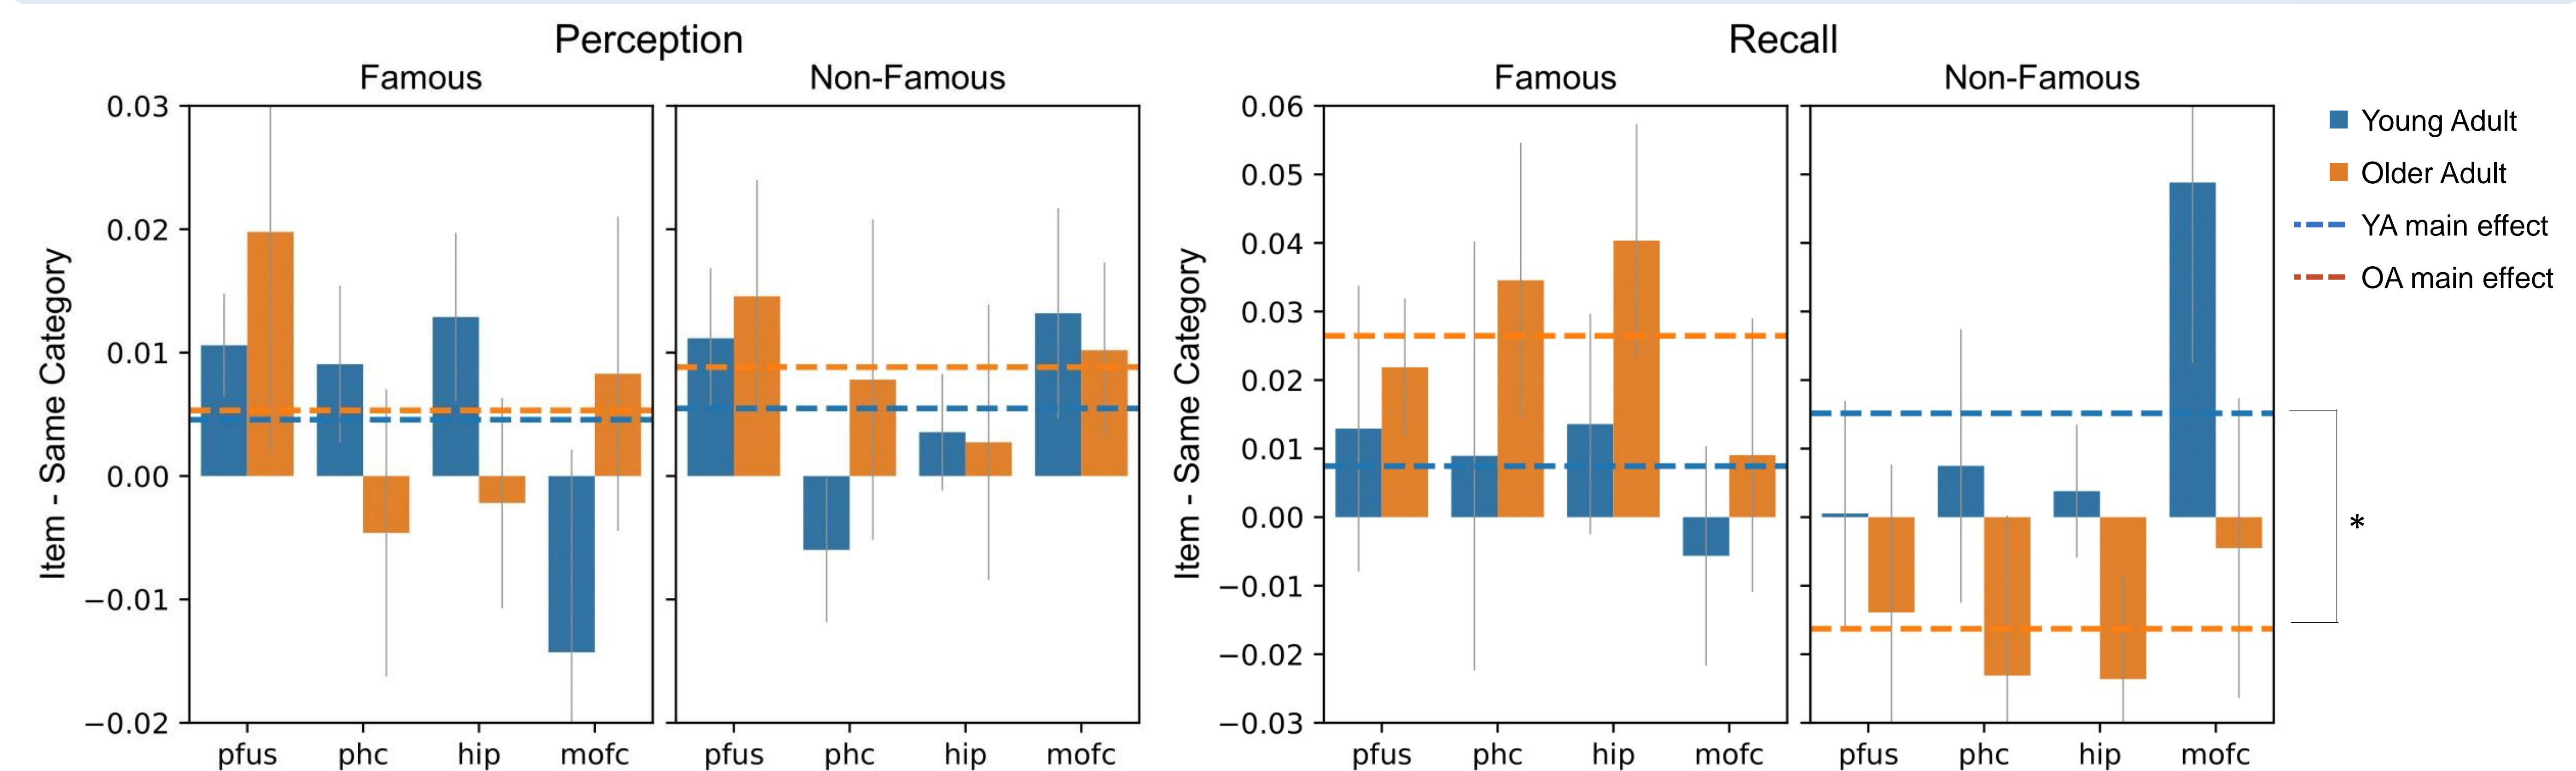 Perception
Recall
Famous
Non-Famous
Famous
Non-Famous
Item - Same Category
0.03
0.02
0.01
0.00
−0.01
−0.02
pfus phc hip mofc
pfus phc hip mofc
Item - Same Category
0.06
0.05
0.04
0.03
0.02
0.01
0.00
−0.01
−0.02
−0.03
pfus phc hip mofc
pfus phc hip mofc
Young Adult
Older Adult
YA main effect
OA main effect
*